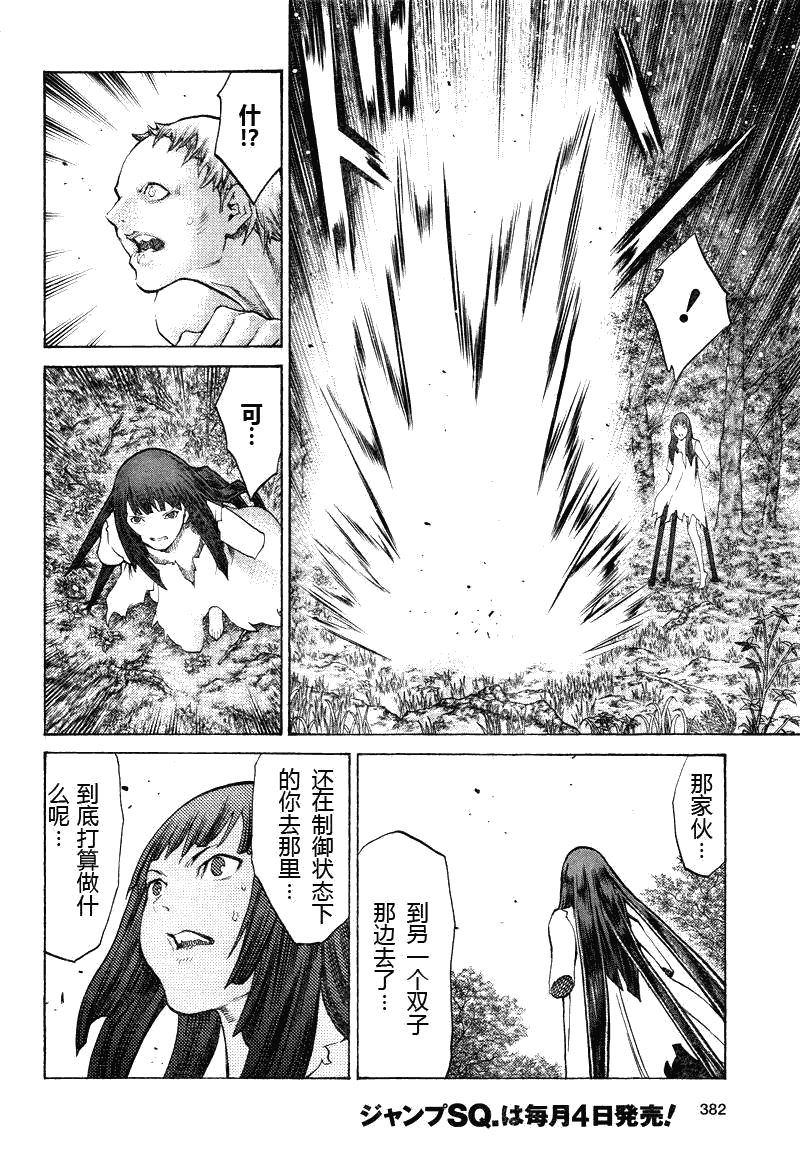 ！
什
!?
可…
那家伙…
到另一个双子
那边去了…
还在制御状态下
的你去那里…
到底打算做什
么呢…
ジャンプSQ.は毎月4日発売！
382